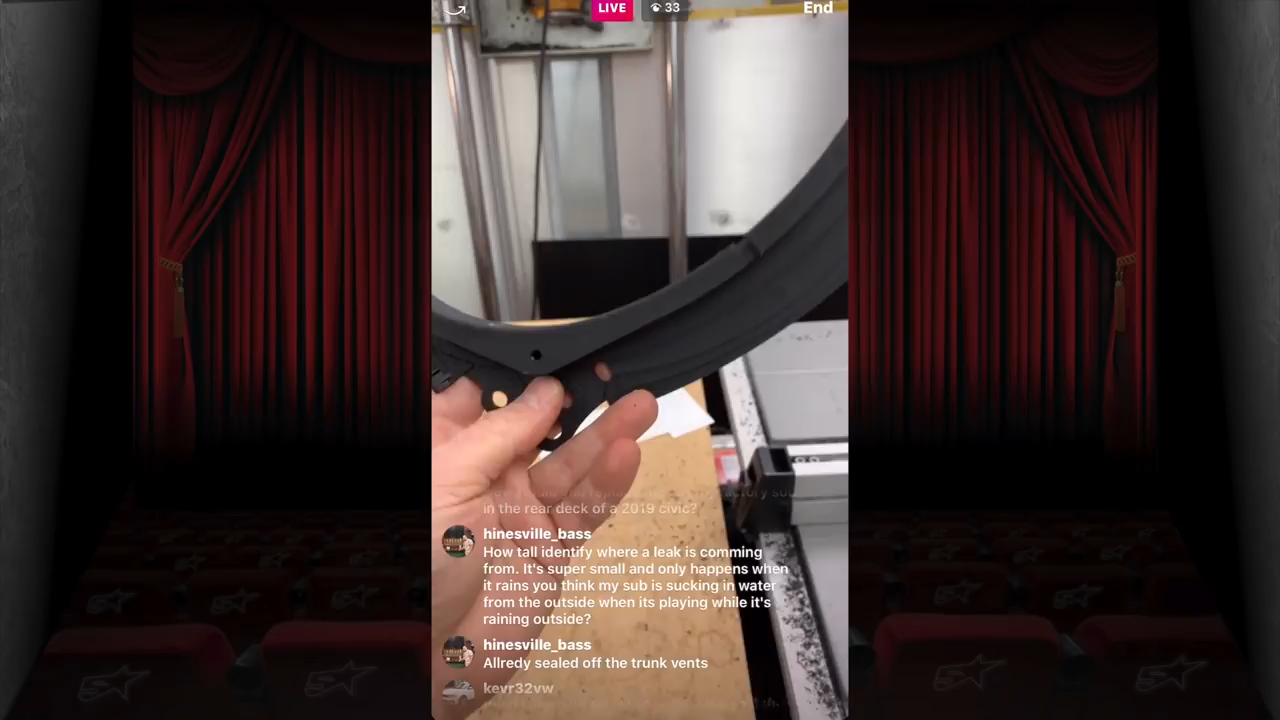 LIVE
33
End
in the rear deck of a 2019 civic?
hinesville_bass
How tall identify where a leak is comming
from. It's super small and only happens when
it rains you think my sub is sucking in water
from the outside when its playing while it's
raining outside?
hinesville_bass
Allredy sealed off the trunk vents
kevr32vw